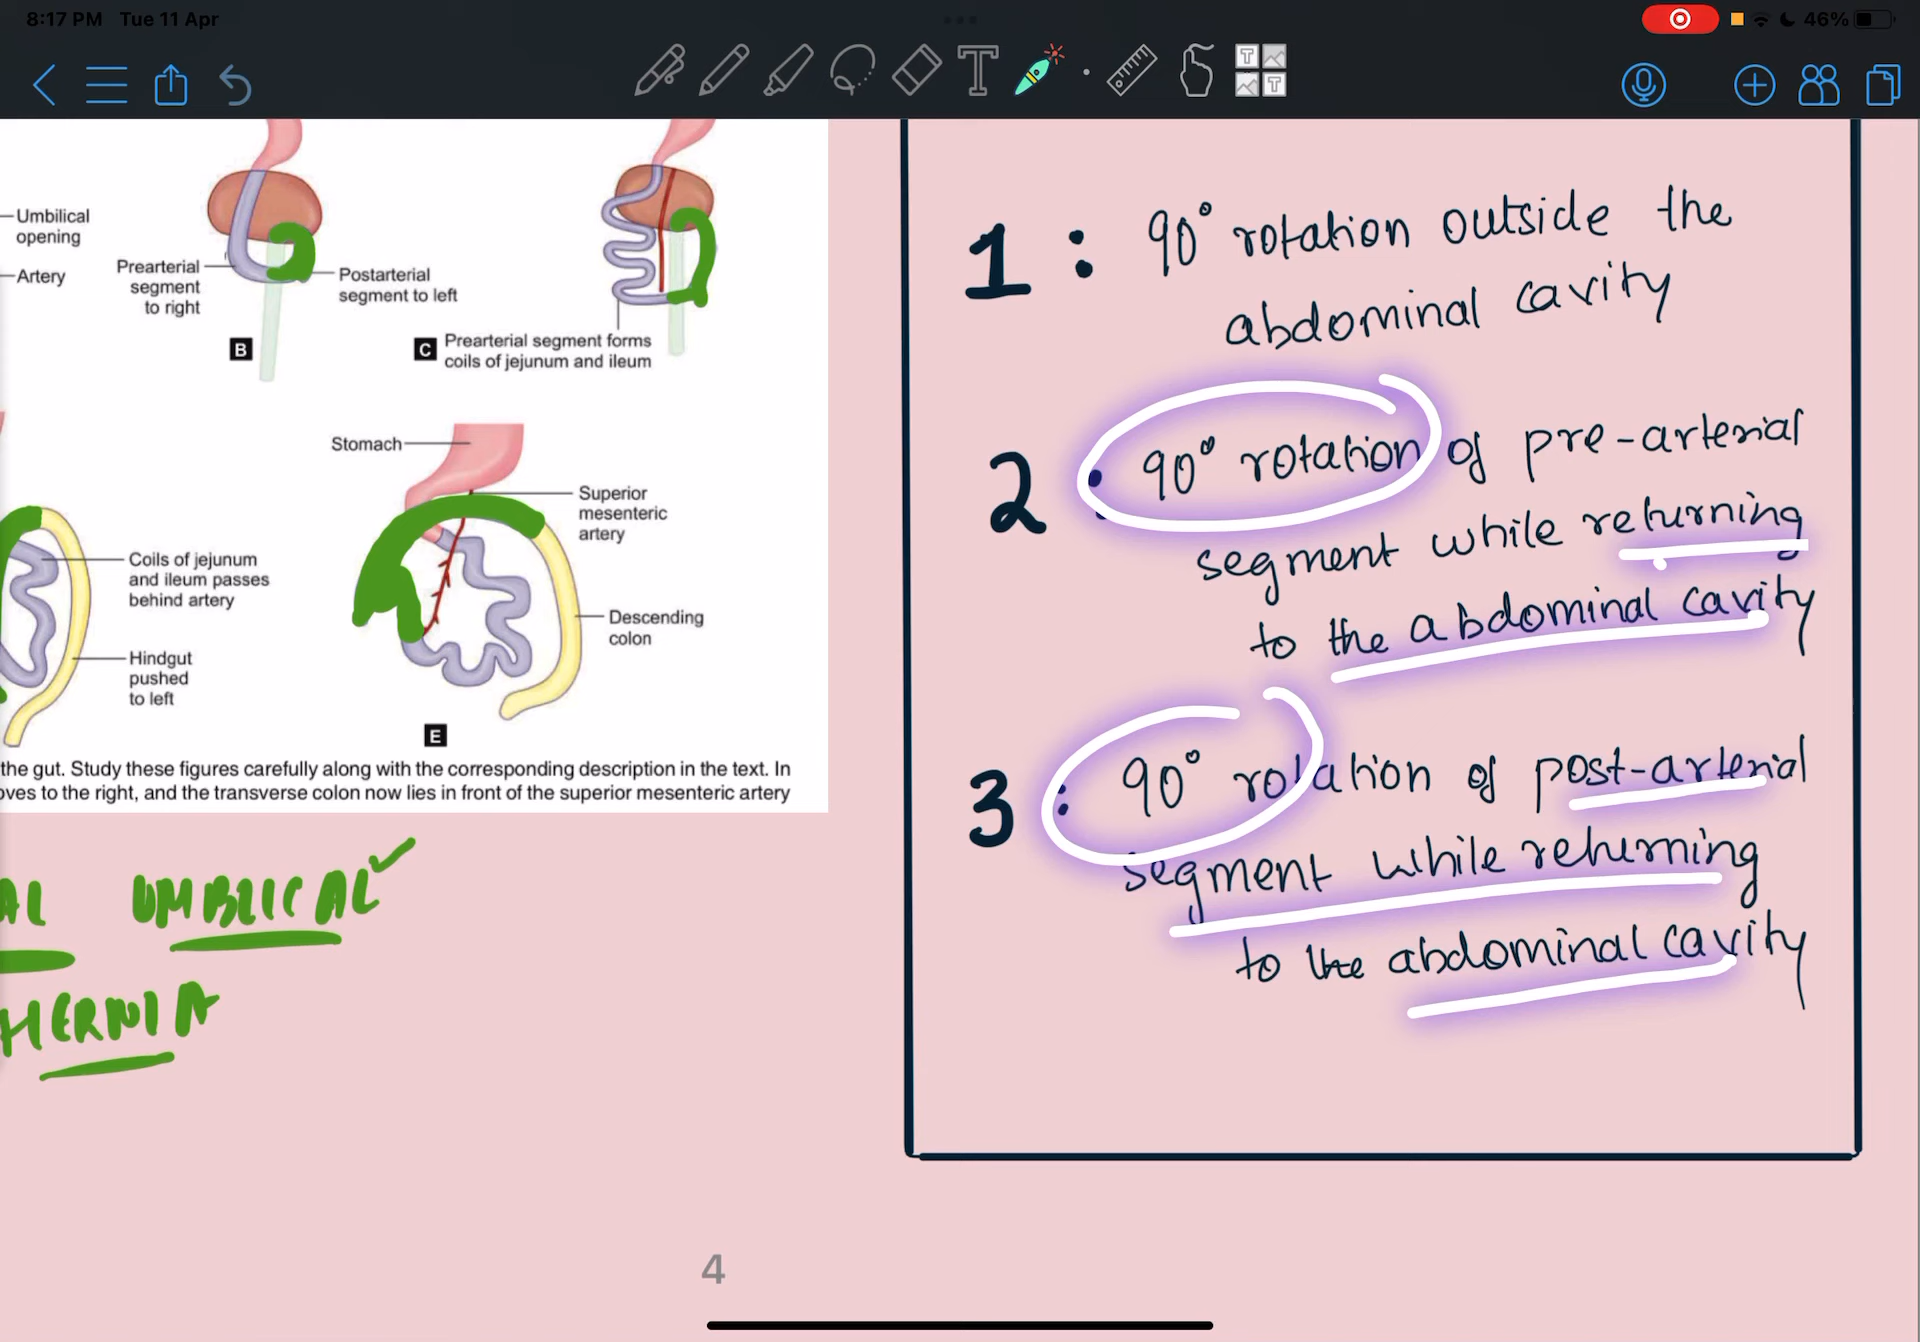 8:17 PM Tue 11 Apr
46%
Umbilical
opening
Artery
Prearterial
segment
to right
Postarterial
segment to left
B
C
Prearterial segment forms
coils of jejunum and ileum
Stomach
Superior
mesenteric
artery
Coils of jejunum
and ileum passes
behind artery
Descending
colon
Hindgut
pushed
to left
E
the gut. Study these figures carefully along with the corresponding description in the text. In
oves to the right, and the transverse colon now lies in front of the superior mesenteric artery
AL UMBLICAL
HERNIA
1 : 90° rotation outside the
abdominal cavity
2 : 90° rotation of pre-arterial
segment while returning
to the abdominal cavity
3 : 90° rotation of post-arterial
segment while returning
to the abdominal cavity
4